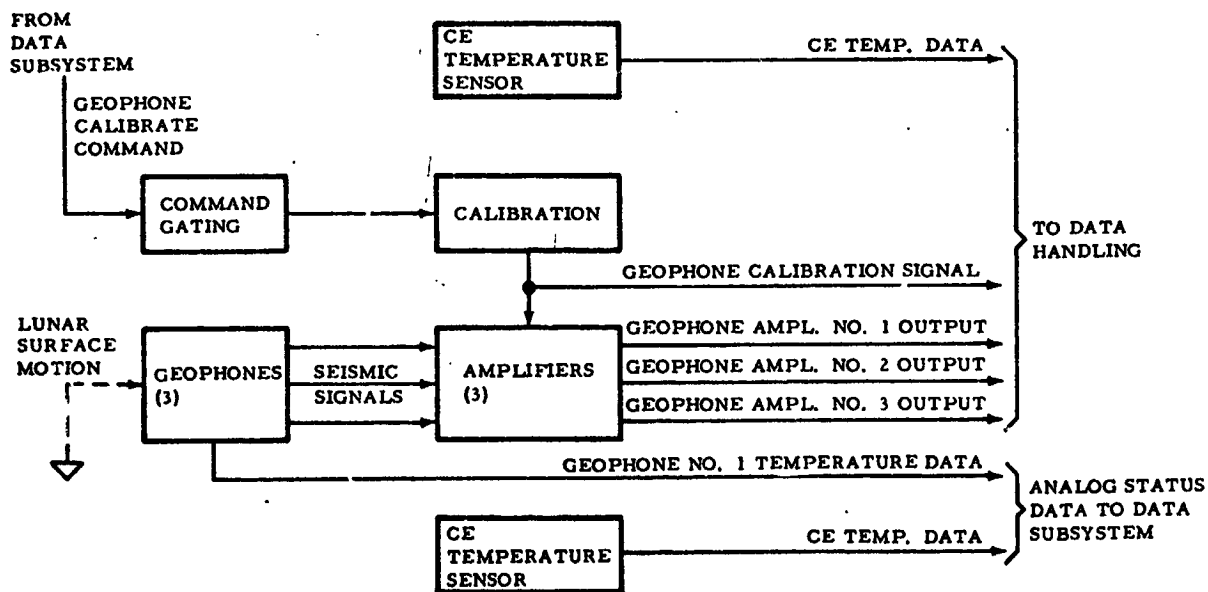 FROM
DATA
SUBSYSTEM
GEOPHONE
CALIBRATE
COMMAND
CE
TEMPERATURE
SENSOR
CE TEMP. DATA
COMMAND
GATING
CALIBRATION
TO DATA
HANDLING
GEOPHONE CALIBRATION SIGNAL
LUNAR
SURFACE
MOTION
GEOPHONES
(3)
SEISMIC
SIGNALS
AMPLIFIERS
(3)
GEOPHONE AMPL. NO. 1 OUTPUT
GEOPHONE AMPL. NO. 2 OUTPUT
GEOPHONE AMPL. NO. 3 OUTPUT
GEOPHONE NO. 1 TEMPERATURE DATA
ANALOG STATUS
DATA TO DATA
SUBSYSTEM
CE
TEMPERATURE
SENSOR
CE TEMP. DATA